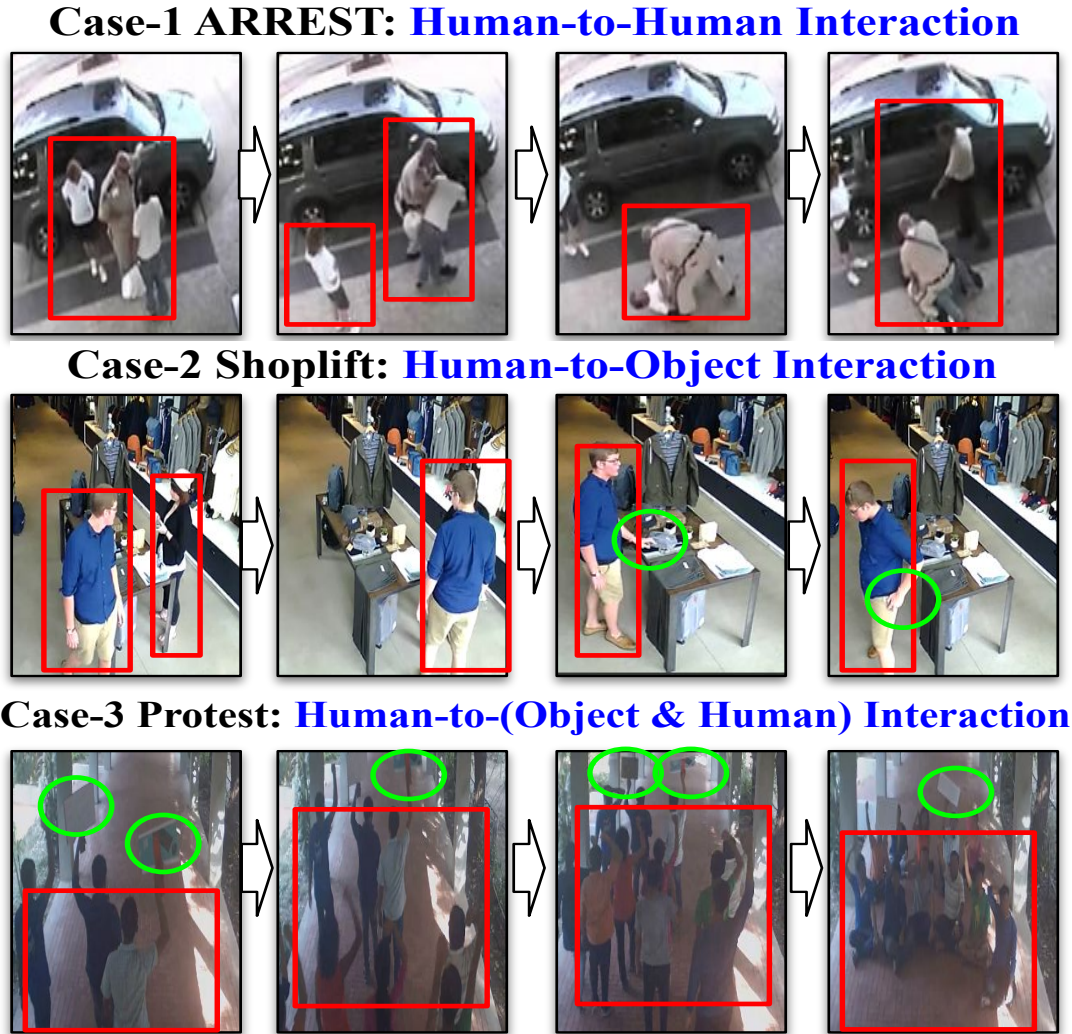 Case-1 ARREST: Human-to-Human Interaction
Case-2 Shoplift: Human-to-Object Interaction
Case-3 Protest: Human-to-(Object & Human) Interaction